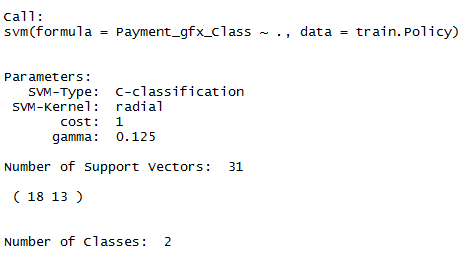 Call:
svm(formula = Payment_gfx_Class ~ ., data = train.Policy)
Parameters:
SVM-Type: C-classification
SVM-Kernel: radial
cost: 1
gamma: 0.125
Number of Support Vectors: 31
( 18 13 )
Number of Classes: 2